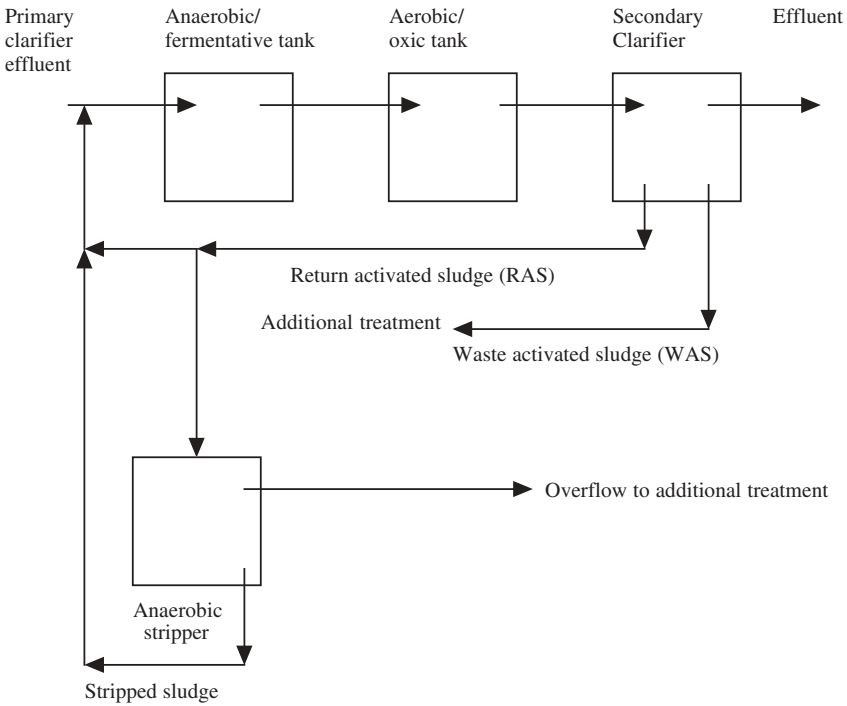 Primary
clarifier
effluent
Anaerobic/
fermentative tank
Aerobic/
oxic tank
Secondary
Clarifier
Effluent
Return activated sludge (RAS)
Additional treatment
Waste activated sludge (WAS)
Overflow to additional treatment
Anaerobic
stripper
Stripped sludge